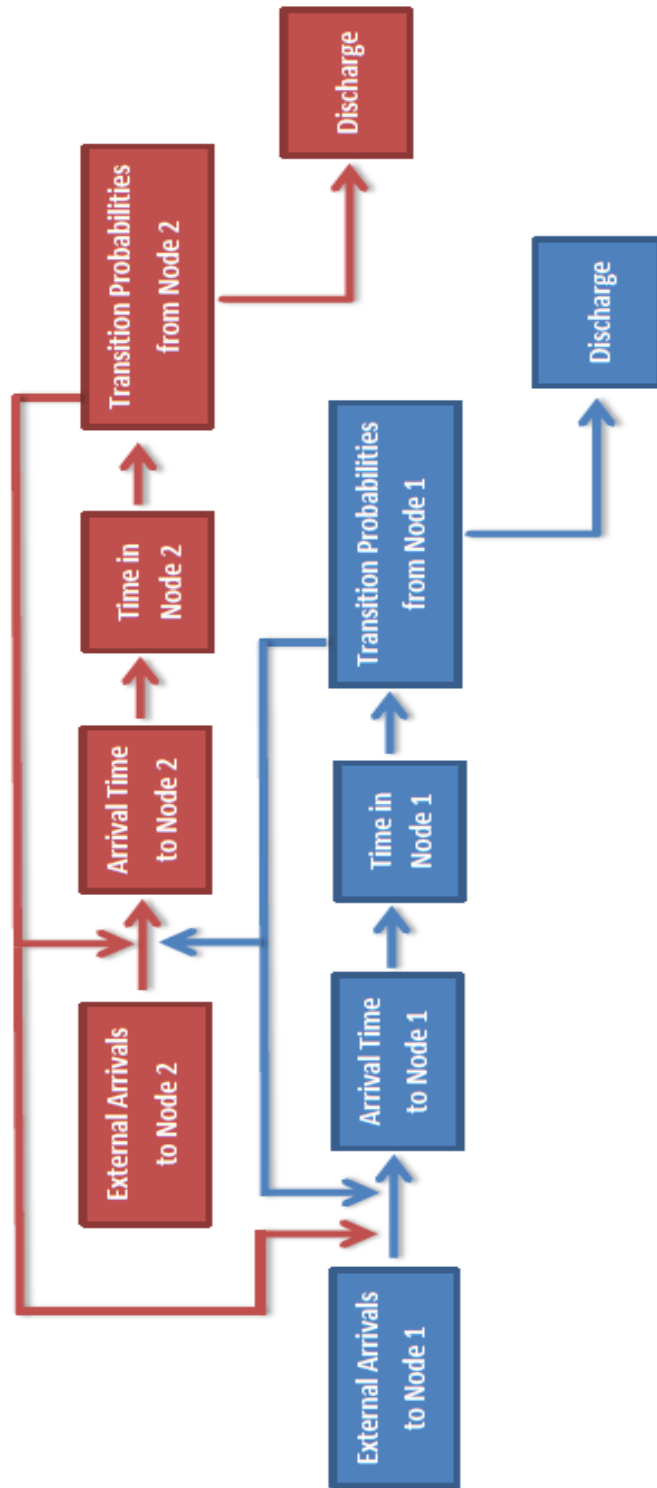 External Arrivals
to Node 2
Arrival Time
to Node 2
Time in
Node 2
Transition Probabilities
from Node 2
Discharge
External Arrivals
to Node 1
Arrival Time
to Node 1
Time in
Node 1
Transition Probabilities
from Node 1
Discharge